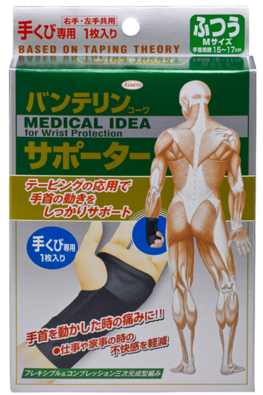 手くび専用
右手・左手共用
1枚入り
ふつう
Mサイズ
手首周囲 15~17cm
BASED ON TAPING THEORY
Kowa
バンテリン
コーワ
MEDICAL IDEA
for Wrist Protection
サポーター
テーピングの応用で
手首の動きを
しっかりサポート
手くび専用
1枚入り
手首を動かした時の痛みに!!
●仕事や家事の時の
不快感を軽減
フレキシブル&コンプレッション三次元成型編み